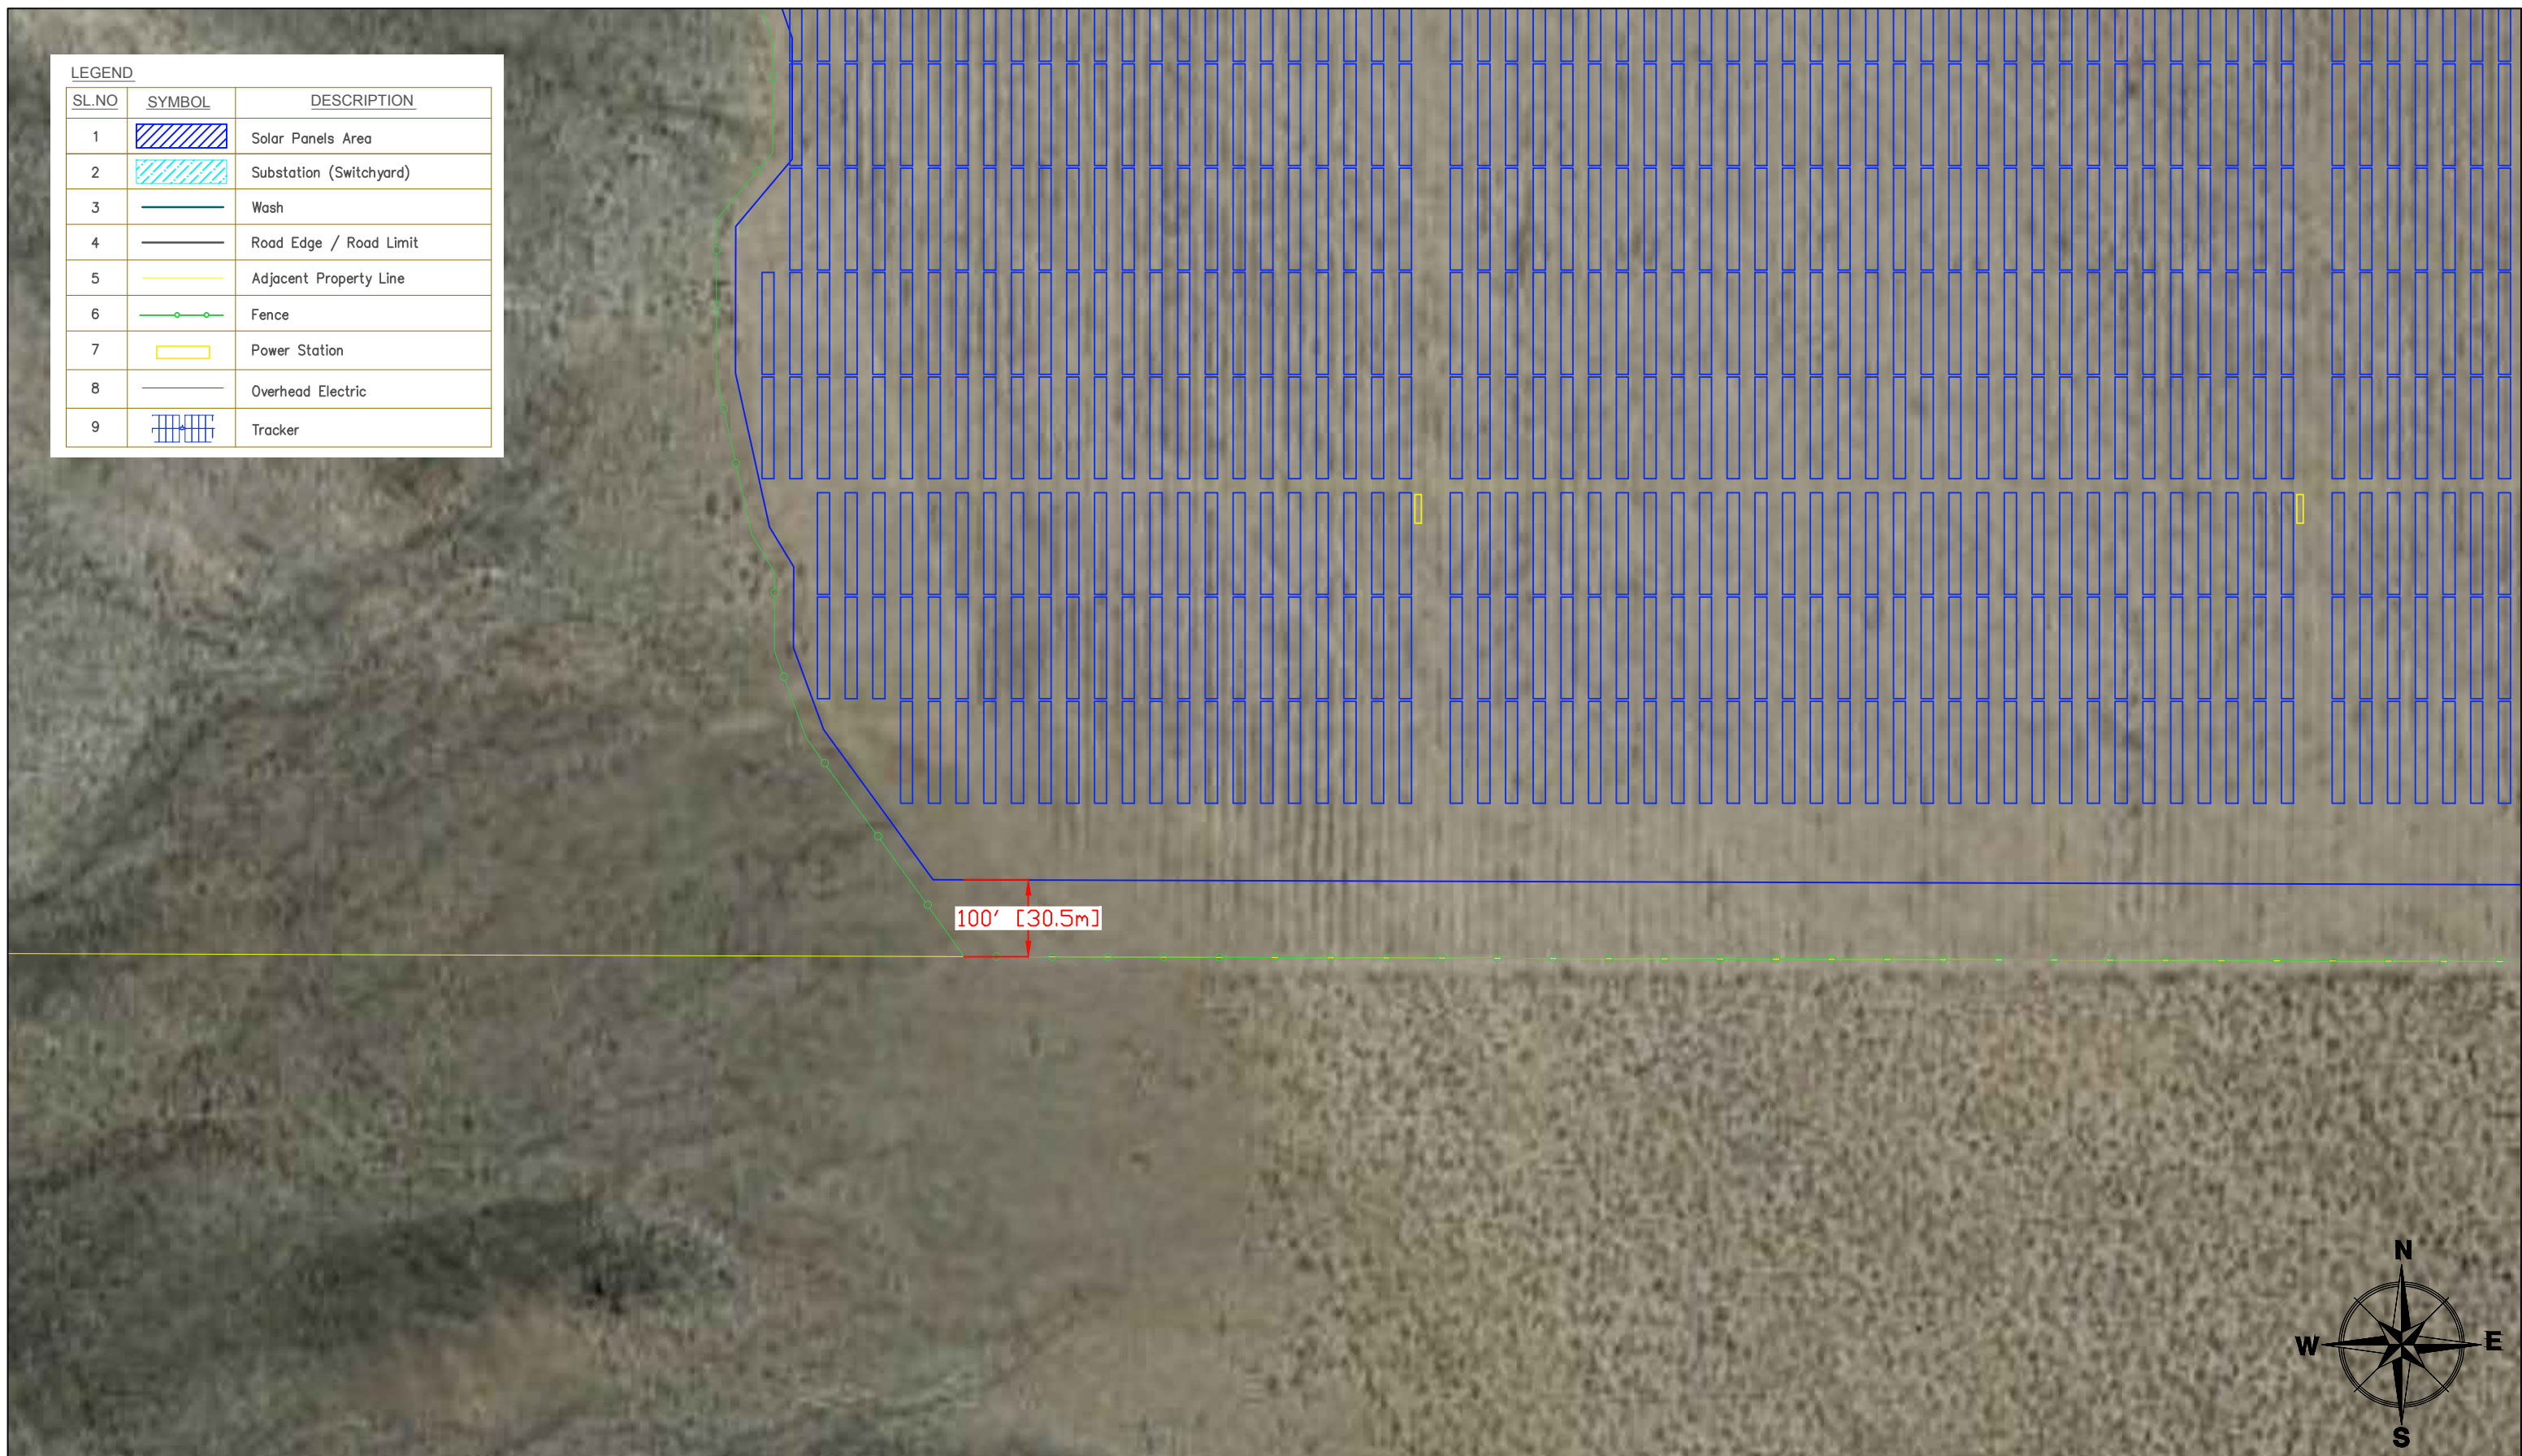 LEGEND
SL.NO SYMBOL DESCRIPTION
1 Solar Panels Area
2 Substation (Switchyard)
3 Wash
4 Road Edge / Road Limit
5 Adjacent Property Line
6 Fence
7 Power Station
8 Overhead Electric
9 Tracker
100' [30.5m]
N
W E
S